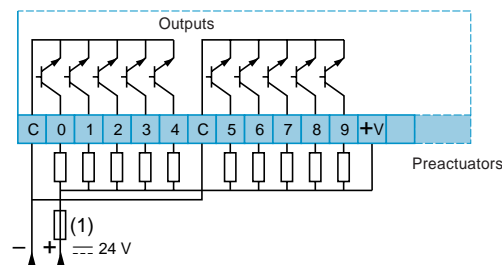 Outputs
C 0 1 2 3 4 C 5 6 7 8 9 +V
Preactuators
(1)
− + 24 V